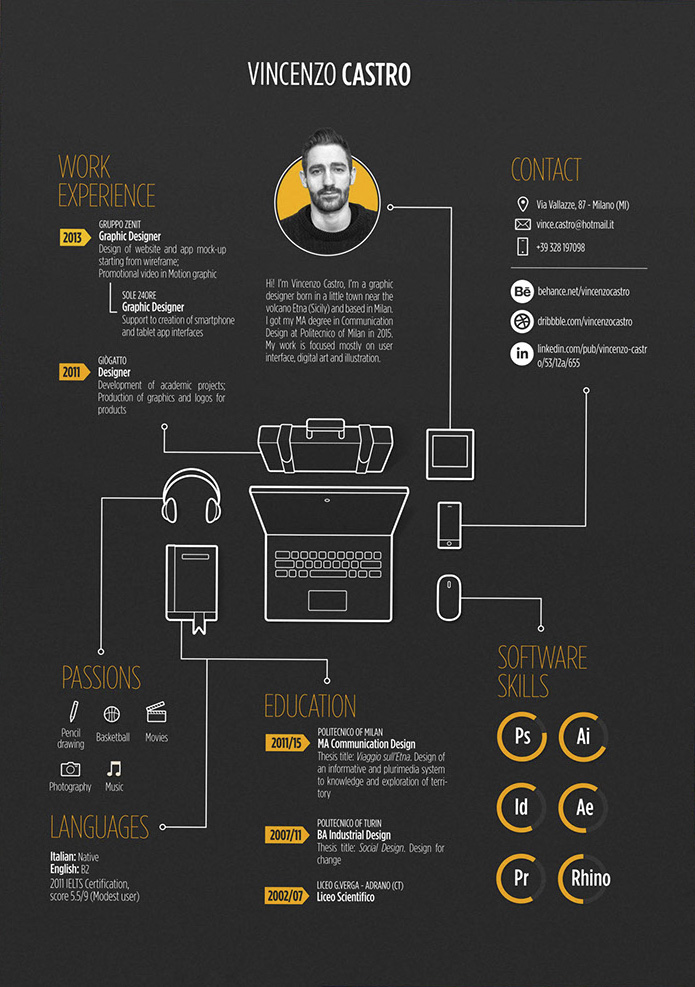 VINCENZO CASTRO
WORK
EXPERIENCE
2013
GRUPPO ZENIT
Graphic Designer
Design of website and app mock-up
starting from wireframe;
Promotional video in Motion graphic
SOLE 24ORE
Graphic Designer
Support to creation of smartphone
and tablet app interfaces
2011
GIÒGATTO
Designer
Development of academic projects;
Production of graphics and logos for
products
Hi! I'm Vincenzo Castro, I'm a graphic
designer born in a little town near the
volcano Etna (Sicily) and based in Milan.
I got my MA degree in Communication
Design at Politecnico of Milan in 2015.
My work is focused mostly on user
interface, digital art and illustration.
CONTACT
Via Vallazze, 87 - Milano (MI)
vince.castro@hotmail.it
+39 328 197098
Bē
behance.net/vincenzocastro
dribbble.com/vincenzocastro
in
linkedin.com/pub/vincenzo-castr
o/53/12a/655
PASSIONS
Pencil
drawing
Basketball
Movies
Photography
Music
LANGUAGES
Italian: Native
English: B2
2011 IELTS Certification,
score 5.5/9 (Modest user)
EDUCATION
2011/15
POLITECNICO OF MILAN
MA Communication Design
Thesis title: Viaggio sull'Etna. Design of
an informative and plurimedia system
to knowledge and exploration of terri-
tory
2007/11
POLITECNICO OF TURIN
BA Industrial Design
Thesis title: Social Design. Design for
change
2002/07
LICEO G.VERGA - ADRANO (CT)
Liceo Scientifico
SOFTWARE
SKILLS
Ps
Ai
Id
Ae
Pr
Rhino